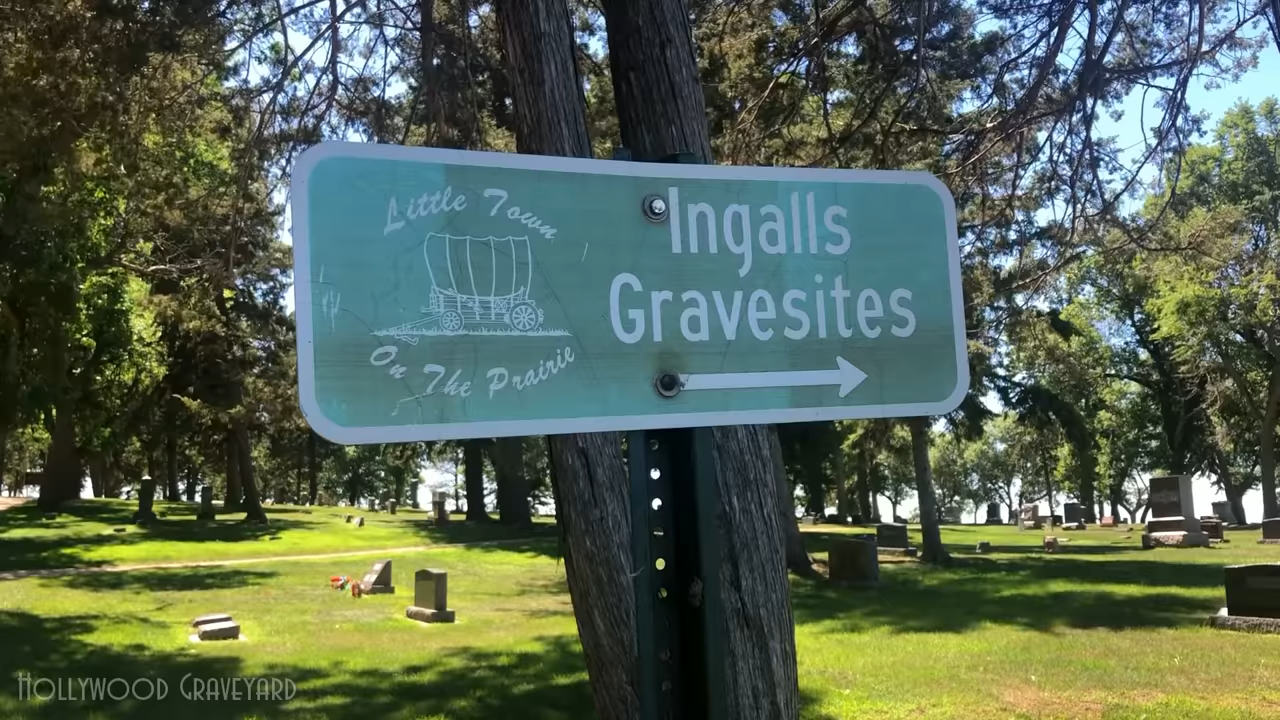 Little Town
On The Prairie
Ingalls
Gravesites
Hollywood Graveyard